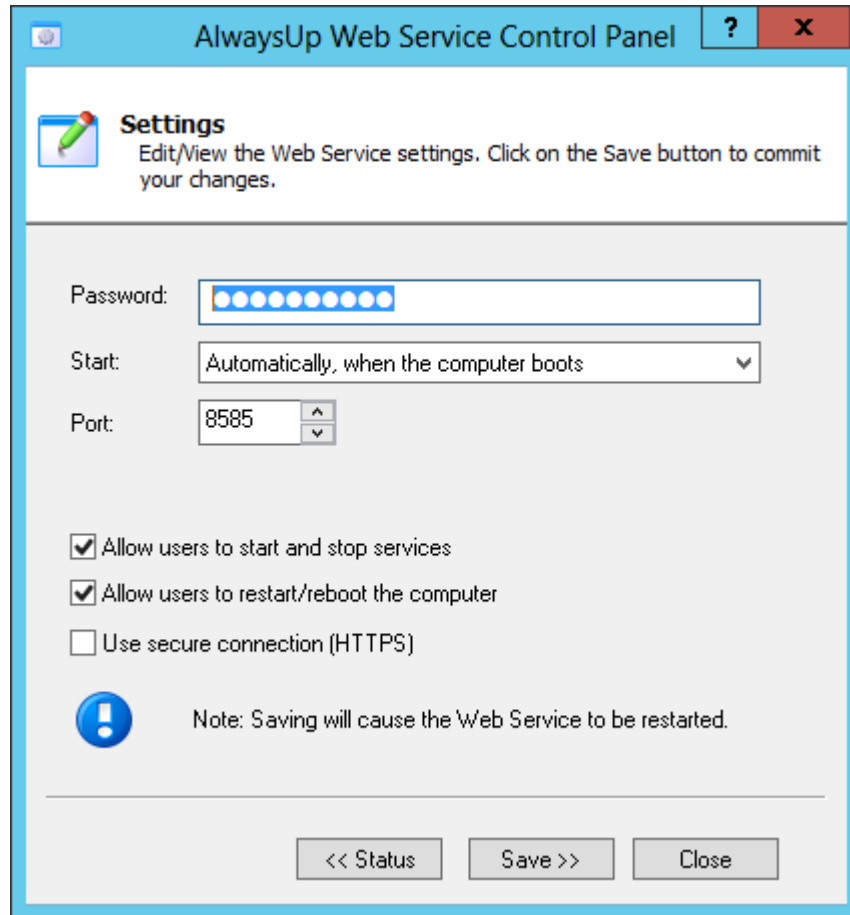 AlwaysUp Web Service Control Panel ? x
Settings
Edit/View the Web Service settings. Click on the Save button to commit
your changes.
Password: ●●●●●●●●●●
Start: Automatically, when the computer boots
Port: 8585
Allow users to start and stop services
Allow users to restart/reboot the computer
Use secure connection (HTTPS)
Note: Saving will cause the Web Service to be restarted.
<< Status Save >> Close